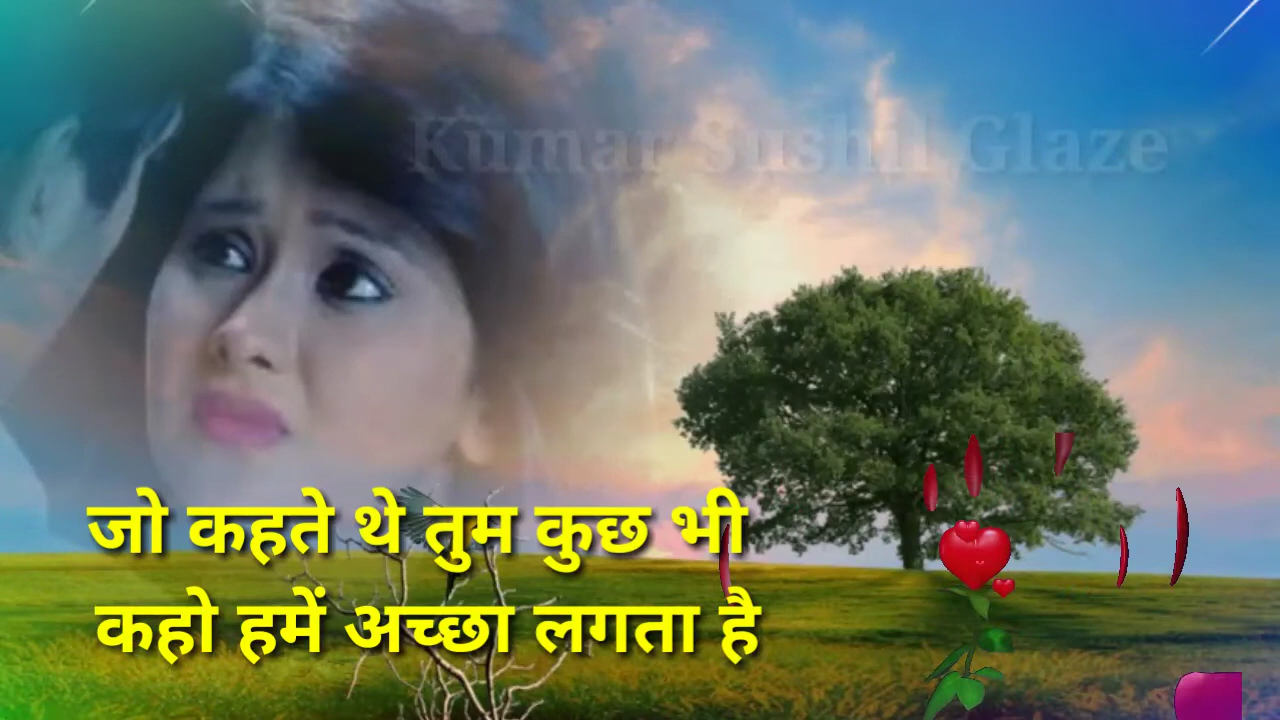 Kumar Sushil Glaze
जो कहते थे तुम कुछ भी
कहो हमें अच्छा लगता है